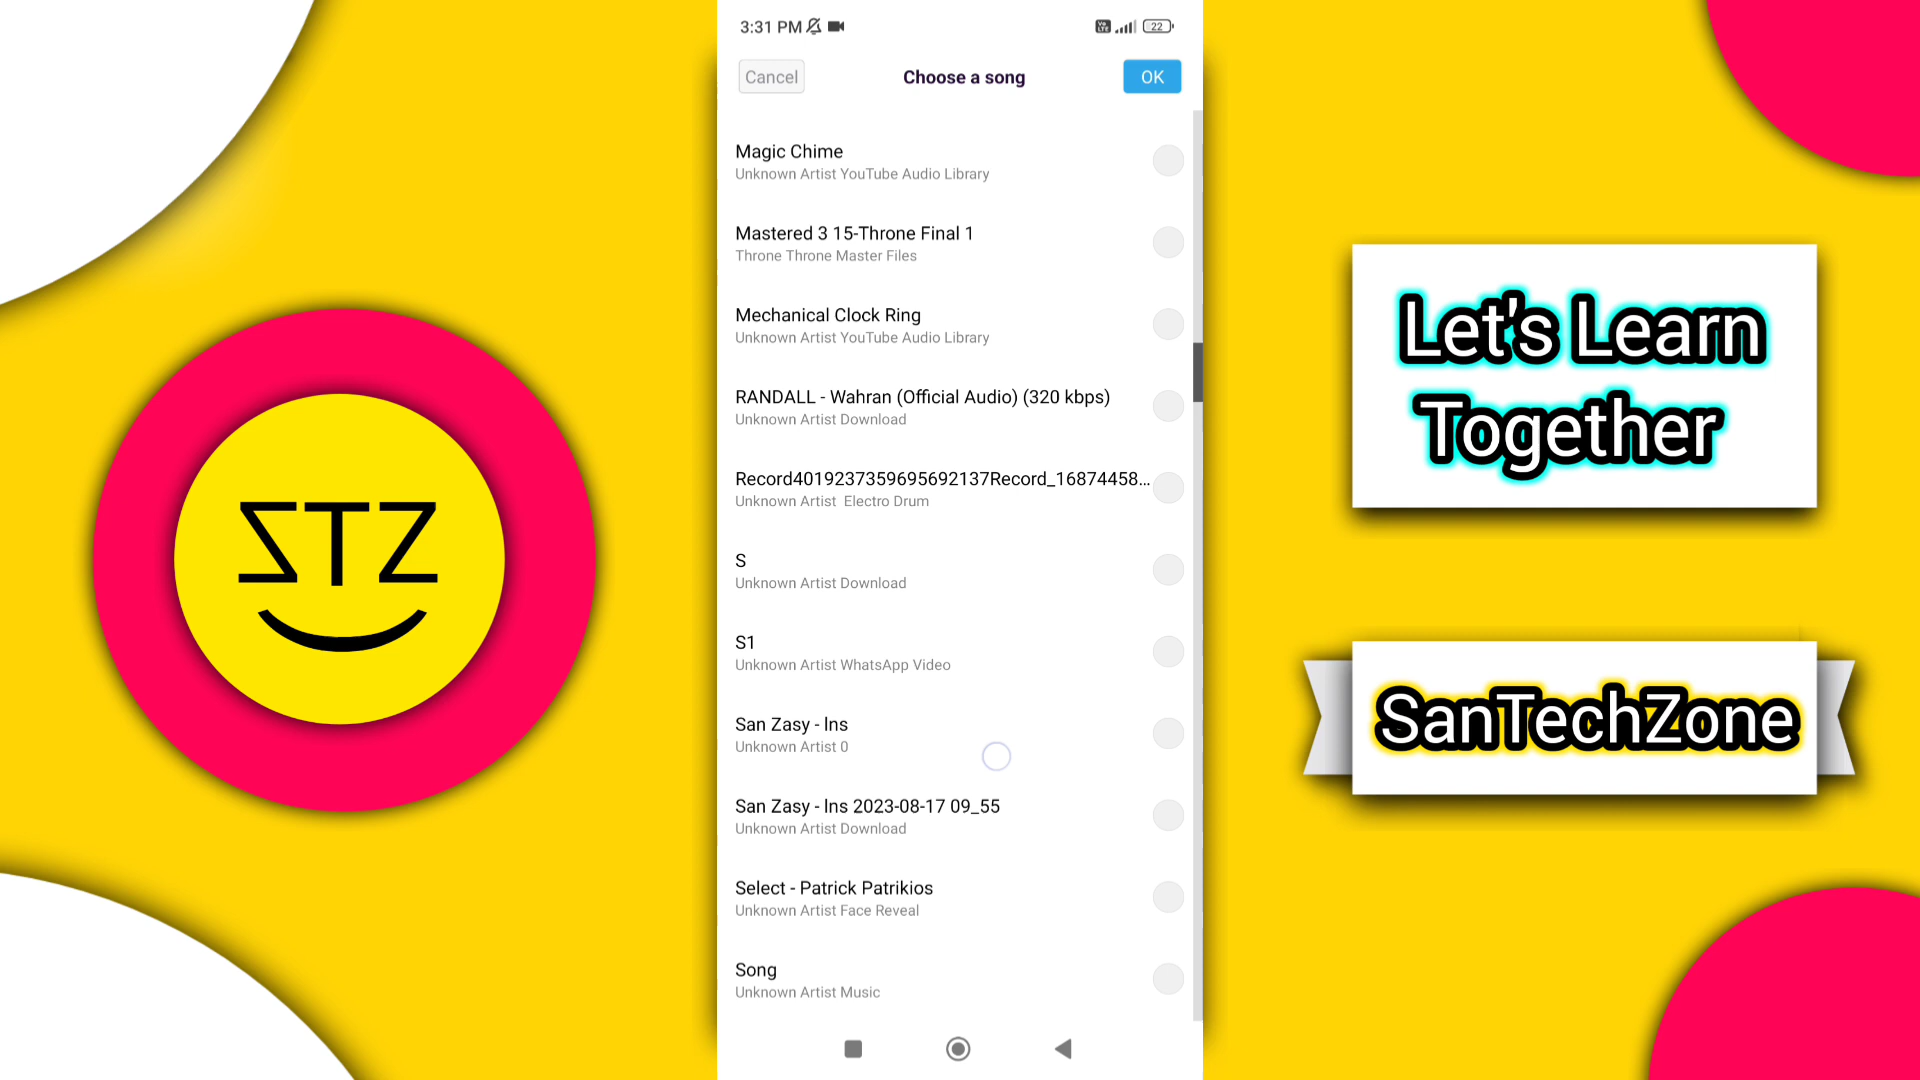 3:31 PM
Vo LTE
22
Cancel
Choose a song
OK
Magic Chime
Unknown Artist YouTube Audio Library
Mastered 3 15-Throne Final 1
Throne Throne Master Files
Mechanical Clock Ring
Unknown Artist YouTube Audio Library
RANDALL - Wahran (Official Audio) (320 kbps)
Unknown Artist Download
Record4019237359695692137Record_16874458...
Unknown Artist Electro Drum
S
Unknown Artist Download
S1
Unknown Artist WhatsApp Video
San Zasy - Ins
Unknown Artist 0
San Zasy - Ins 2023-08-17 09_55
Unknown Artist Download
Select - Patrick Patrikios
Unknown Artist Face Reveal
Song
Unknown Artist Music
STZ
Let's Learn
Together
SanTechZone